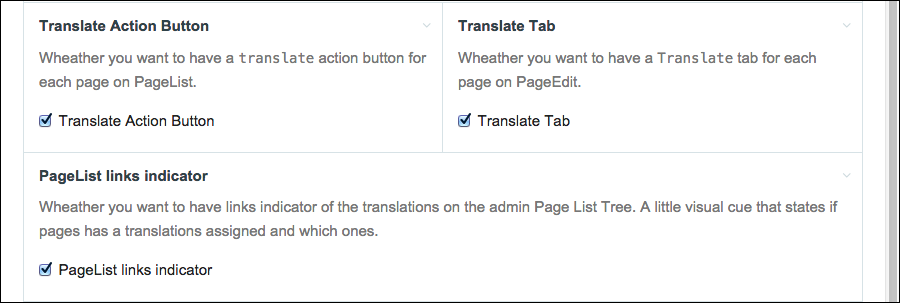 Translate Action Button
Wheather you want to have a translate action button for
each page on PageList.
Translate Action Button
Translate Tab
Wheather you want to have a Translate tab for each
page on PageEdit.
Translate Tab
PageList links indicator
Wheather you want to have links indicator of the translations on the admin Page List Tree. A little visual cue that states if
pages has a translations assigned and which ones.
PageList links indicator